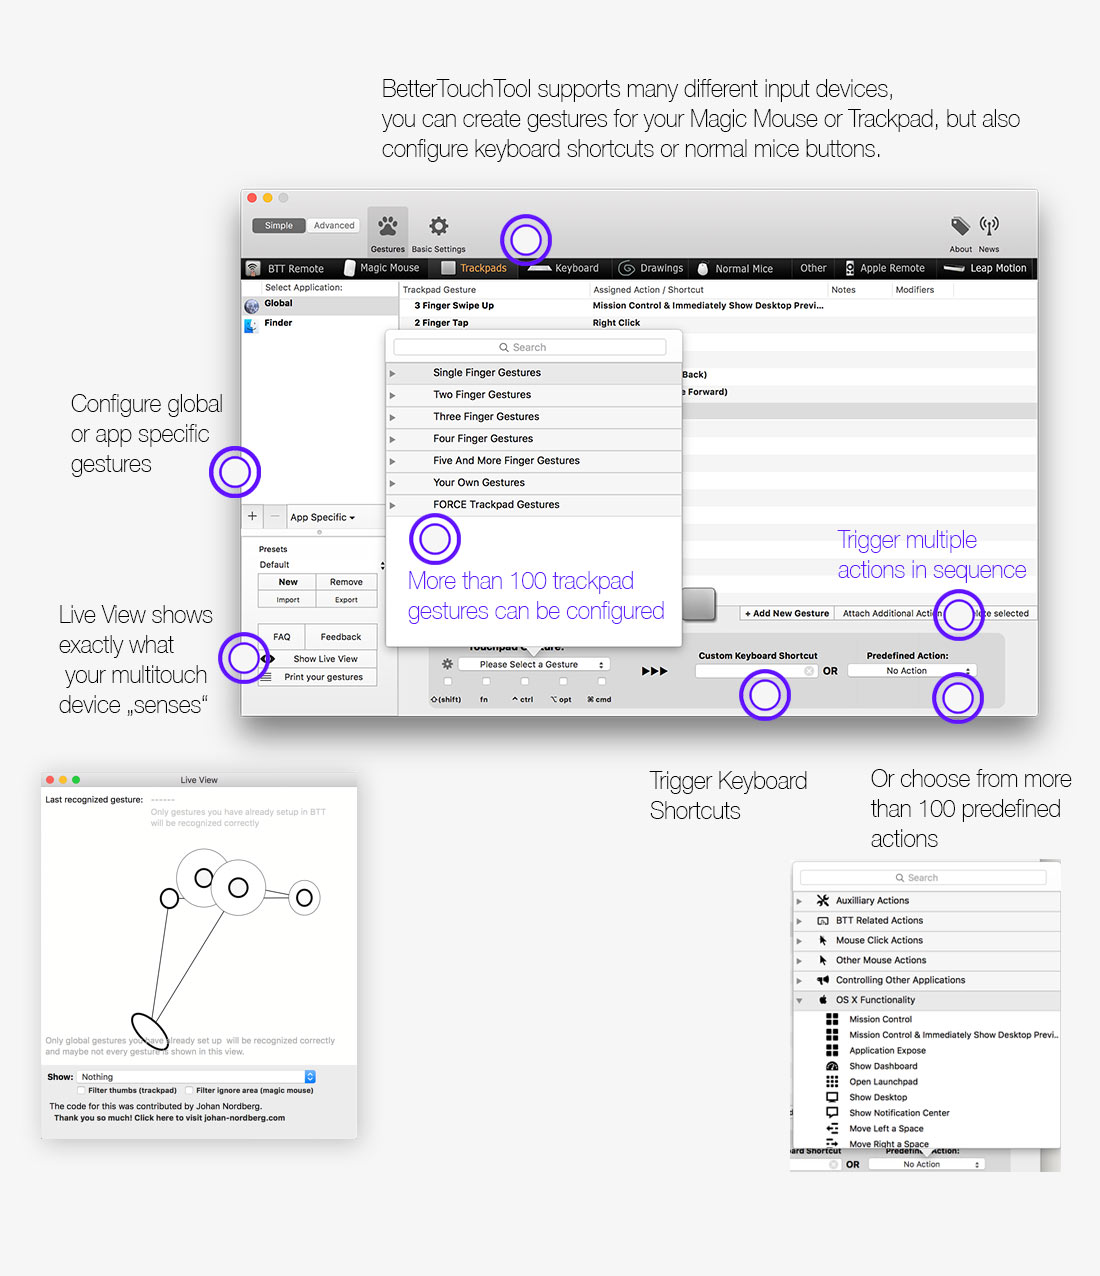 BetterTouchTool supports many different input devices,
you can create gestures for your Magic Mouse or Trackpad, but also
configure keyboard shortcuts or normal mice buttons.
Simple
Advanced
Gestures
Basic Settings
About
News
BTT Remote
Magic Mouse
Trackpads
Keyboard
Drawings
Normal Mice
Other
Apple Remote
Leap Motion
Select Application:
Global
Finder
Trackpad Gesture
Assigned Action / Shortcut
Notes
Modifiers
3 Finger Swipe Up
Mission Control & Immediately Show Desktop Previ...
2 Finger Tap
Right Click
Back)
e Forward)
Search
Single Finger Gestures
Two Finger Gestures
Three Finger Gestures
Four Finger Gestures
Five And More Finger Gestures
Your Own Gestures
FORCE Trackpad Gestures
More than 100 trackpad
gestures can be configured
Configure global
or app specific
gestures
+
−
App Specific
Presets
Default
New
Remove
Import
Export
FAQ
Feedback
Show Live View
Print your gestures
Live View shows
exactly what
your multitouch
device „senses“
Trigger multiple
actions in sequence
+ Add New Gesture
Attach Additional Action
selected
Touchpad Gesture:
Please Select a Gesture
⇧(shift)
fn
⌃ ctrl
⌥ opt
⌘ cmd
Custom Keyboard Shortcut
OR
Predefined Action:
No Action
Trigger Keyboard
Shortcuts
Or choose from more
than 100 predefined
actions
Live View
Last recognized gesture:
------
Only gestures you have already setup in BTT
will be recognized correctly
Only global gestures you have already set up will be recognized correctly
and maybe not every gesture is shown in this view.
Show:
Nothing
Filter thumbs (trackpad)
Filter ignore area (magic mouse)
The code for this was contributed by Johan Nordberg.
Thank you so much! Click here to visit johan-nordberg.com
Search
Auxilliary Actions
BTT Related Actions
Mouse Click Actions
Other Mouse Actions
Controlling Other Applications
OS X Functionality
Mission Control
Mission Control & Immediately Show Desktop Previ..
Application Expose
Show Dashboard
Open Launchpad
Show Desktop
Show Notification Center
Move Left a Space
Move Right a Space
ard Shortcut
OR
Predefined Action:
No Action